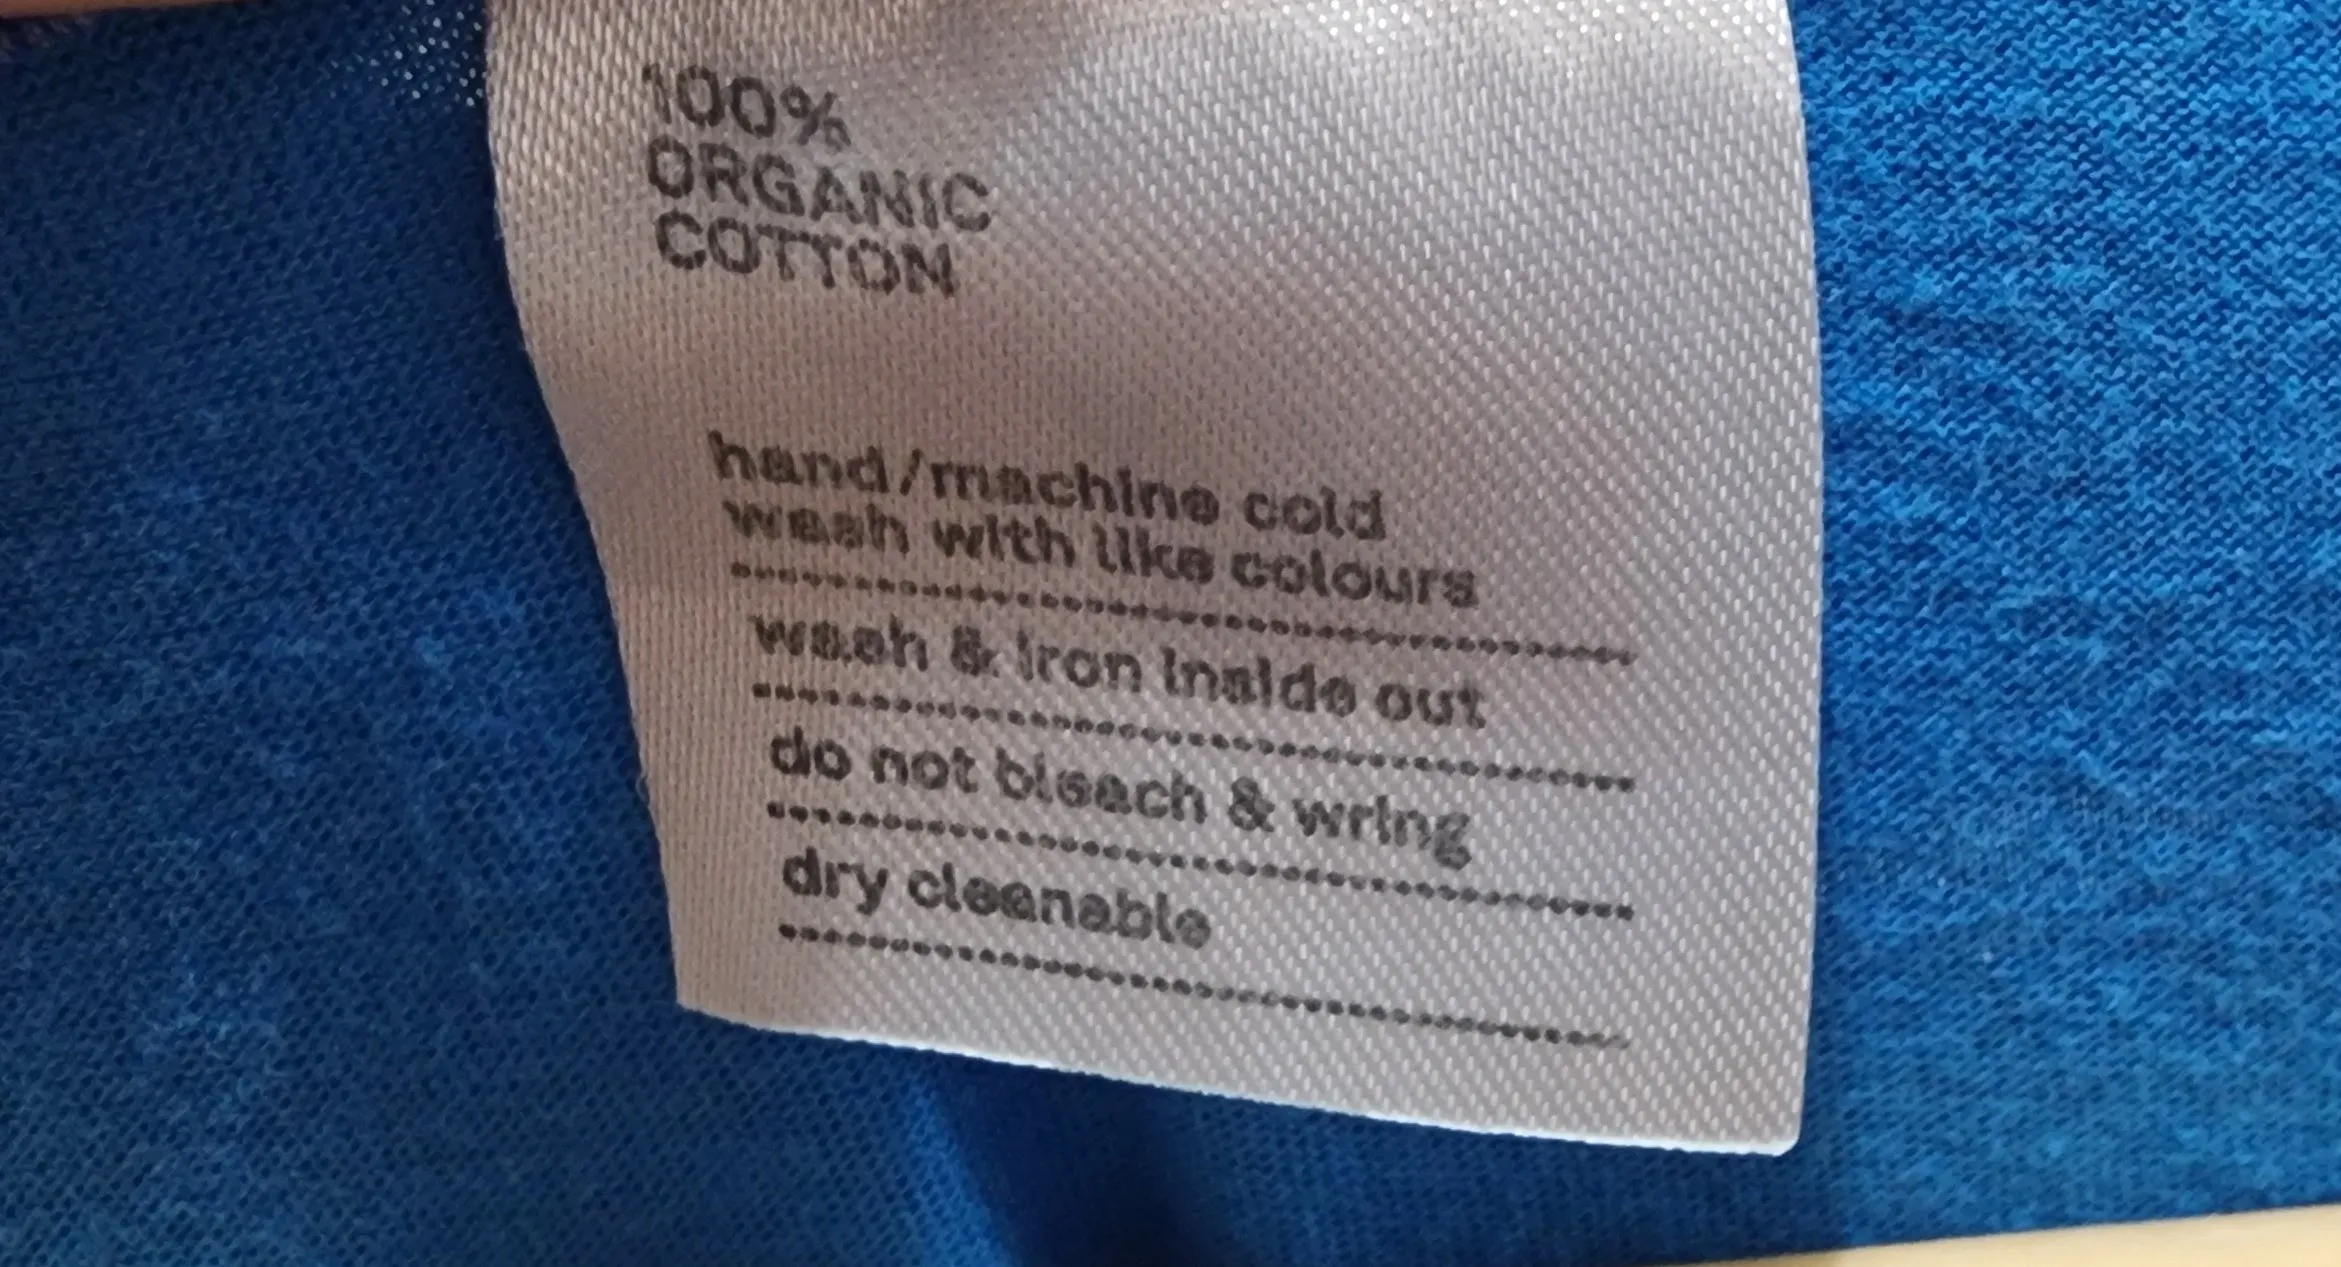 100%
ORGANIC
COTTON
hand/machine cold
wash with like colours
wash & iron inside out
do not bleach & wring
dry cleanable